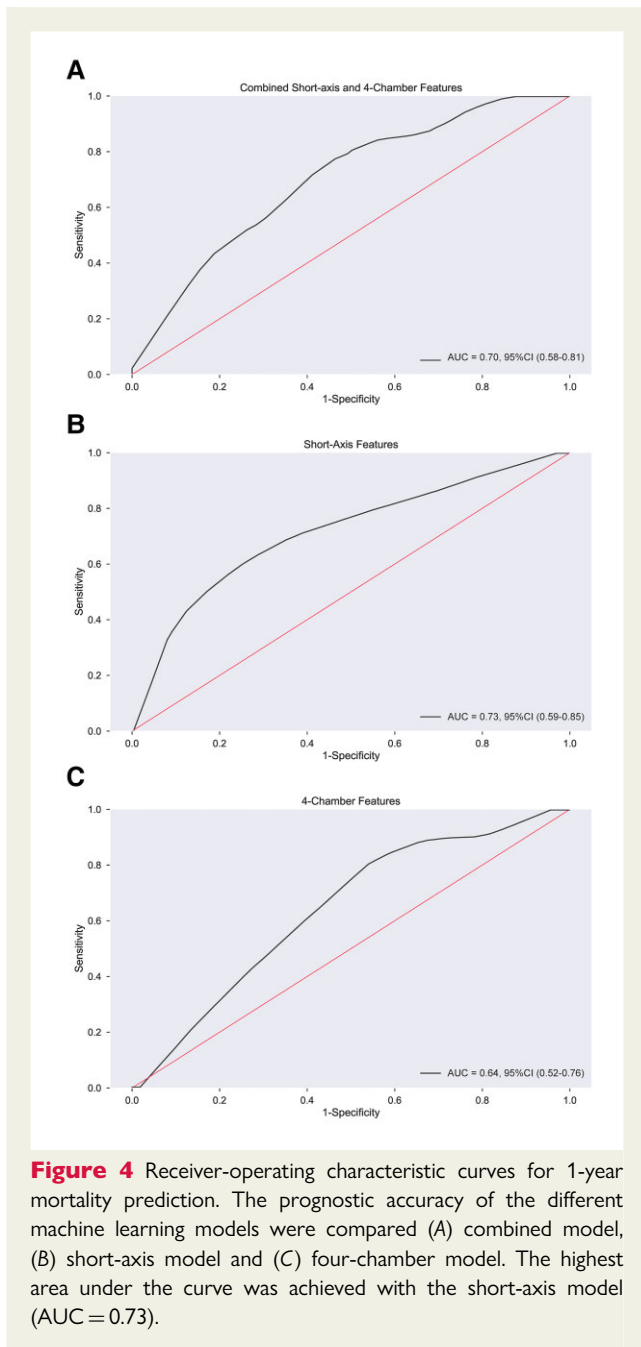 A
Combined Short-axis and 4-Chamber Features
1.0
0.8
0.6
0.4
0.2
0.0
Sensitivity
AUC = 0.70, 95%CI (0.58-0.81)
0.0 0.2 0.4 0.6 0.8 1.0
1-Specificity
B
Short-Axis Features
1.0
0.8
0.6
0.4
0.2
0.0
Sensitivity
AUC = 0.73, 95%CI (0.59-0.85)
0.0 0.2 0.4 0.6 0.8 1.0
1-Specificity
C
4-Chamber Features
1.0
0.8
0.6
0.4
0.2
0.0
Sensitivity
AUC = 0.64, 95%CI (0.52-0.76)
0.0 0.2 0.4 0.6 0.8 1.0
1-Specificity
Figure 4 Receiver-operating characteristic curves for 1-year
mortality prediction. The prognostic accuracy of the different
machine learning models were compared (A) combined model,
(B) short-axis model and (C) four-chamber model. The highest
area under the curve was achieved with the short-axis model
(AUC = 0.73).